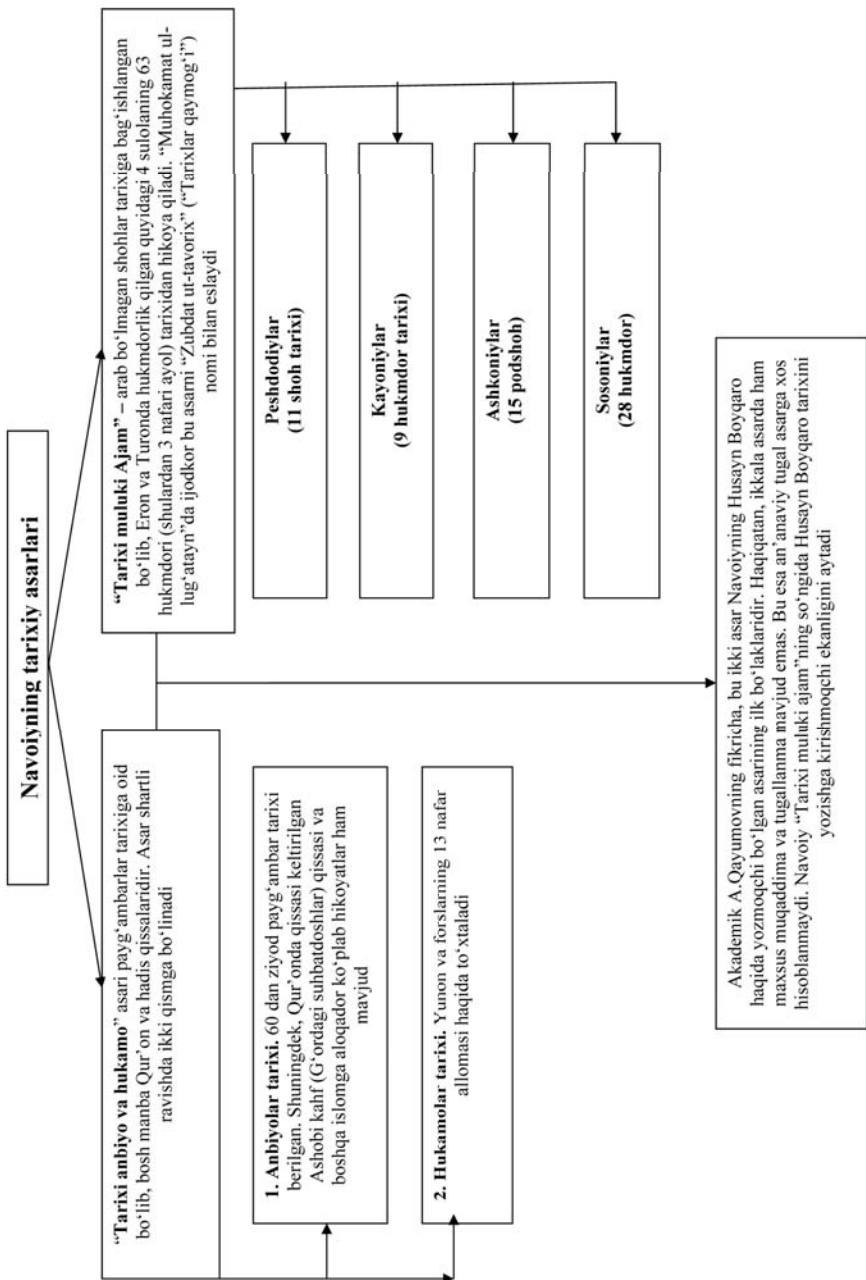 Navoiyning tarixiy asarlari
“Tarixi anbiyo va hukamo” asari payg‘ambarlar tarixiga oid
bo‘lib, bosh manba Qur’on va hadis qissalaridir. Asar shartli
ravishda ikki qismga bo‘linadi
1. Anbiyolar tarixi. 60 dan ziyod payg‘ambar tarixi
berilgan. Shuningdek, Qur’onda qissasi keltirilgan
Ashobi kahf (G‘ordagi suhbatdoshlar) qissasi va
boshqa islomga aloqador ko‘plab hikoyatlar ham
mavjud
2. Hukamolar tarixi. Yunon va forslarning 13 nafar
allomasi haqida to‘xtaladi
“Tarixi muluki Ajam” – arab bo‘lmagan shohlar tarixiga bag‘ishlangan
bo‘lib, Eron va Turonda hukmdorlik qilgan quyidagi 4 sulolaning 63
hukmdori (shulardan 3 nafari ayol) tarixidan hikoya qiladi. “Muhokamat ul-
lug‘atayn”da ijodkor bu asarni “Zubdat ut-tavorix” (“Tarixlar qaymog‘i”)
nomi bilan eslaydi
Peshdodiylar
(11 shoh tarixi)
Kayoniylar
(9 hukmdor tarixi)
Ashkoniylar
(15 podshoh)
Sosoniylar
(28 hukmdor)
Akademik A.Qayumovning fikricha, bu ikki asar Navoiyning Husayn Boyqaro
haqida yozmoqchi bo‘lgan asarining ilk bo‘laklaridir. Haqiqatan, ikkala asarda ham
maxsus muqaddima va tugallanma mavjud emas. Bu esa an’anaviy tugal asarga xos
hisoblanmaydi. Navoiy “Tarixi muluki ajam”ning so‘ngida Husayn Boyqaro tarixini
yozishga kirishmoqchi ekanligini aytadi